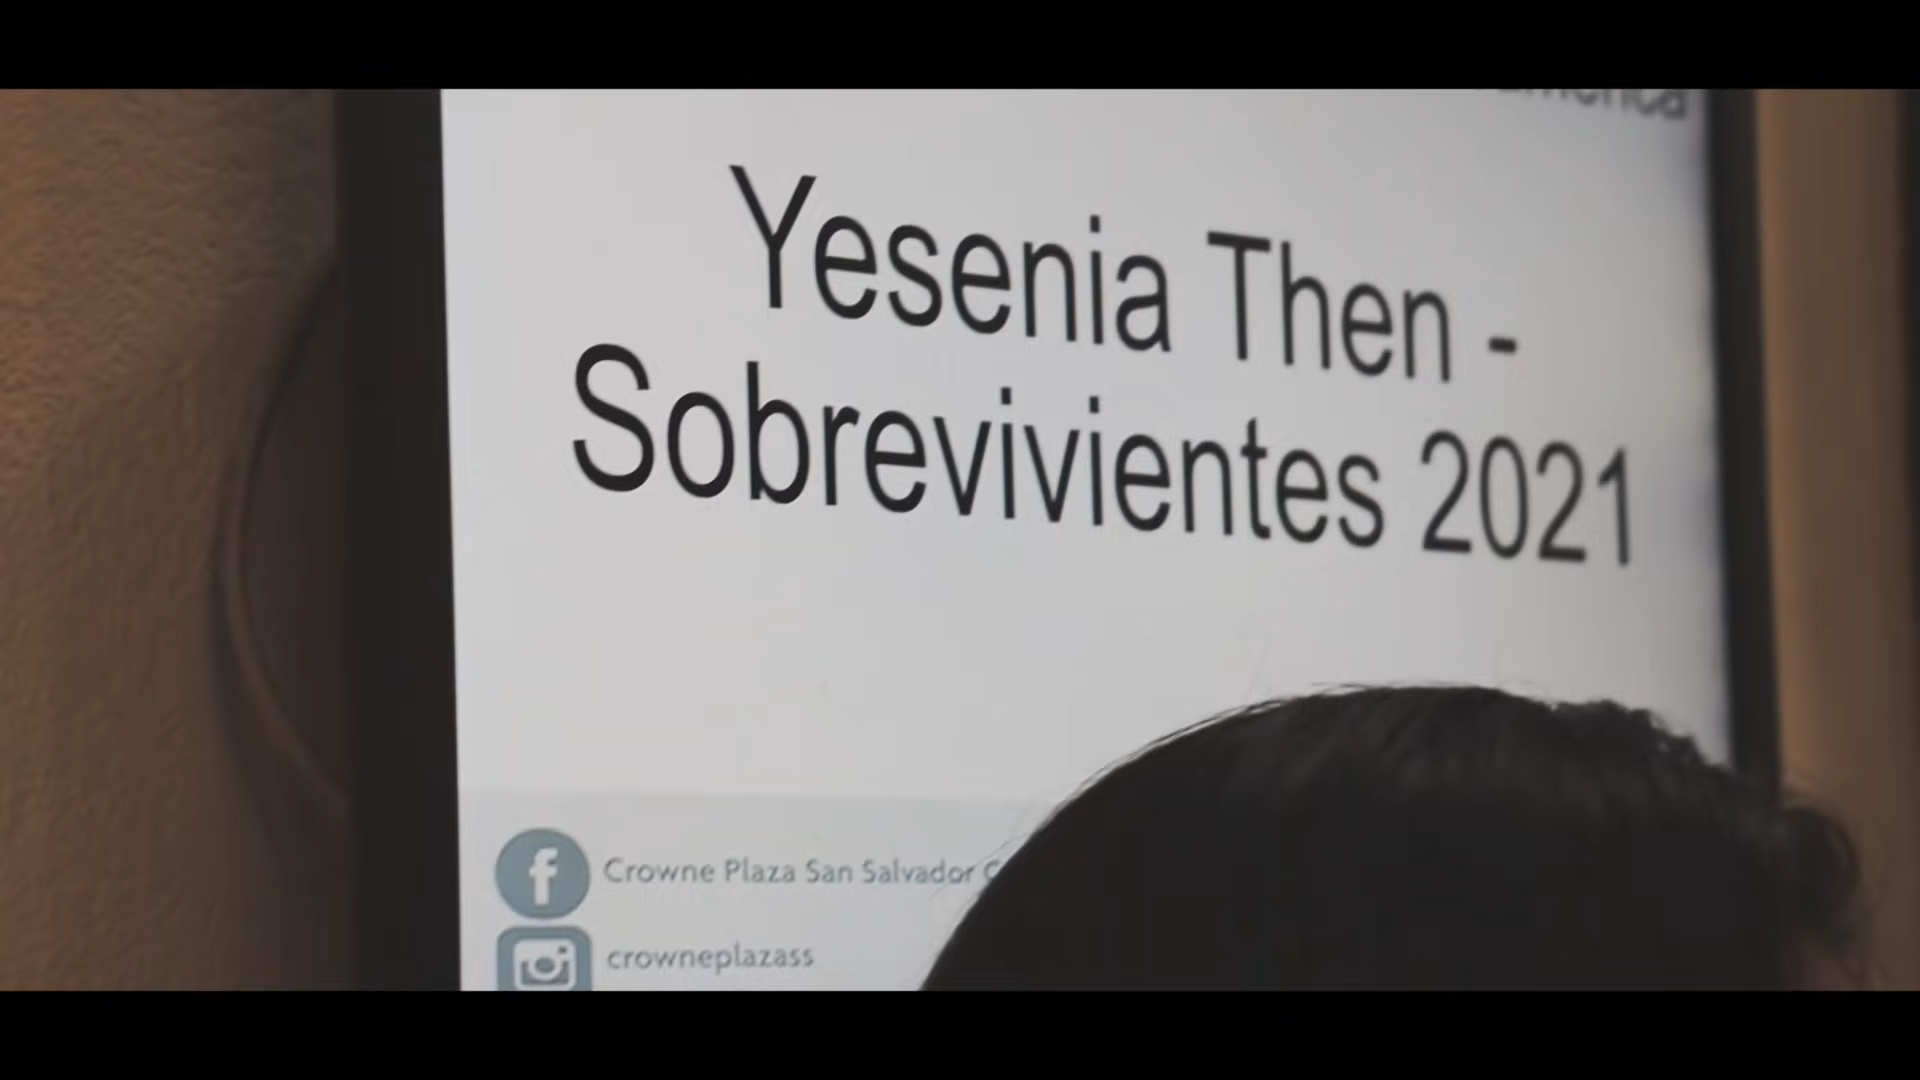 Yesenia Then -
Sobrevivientes 2021
Crowne Plaza San Salvador
crowneplazass